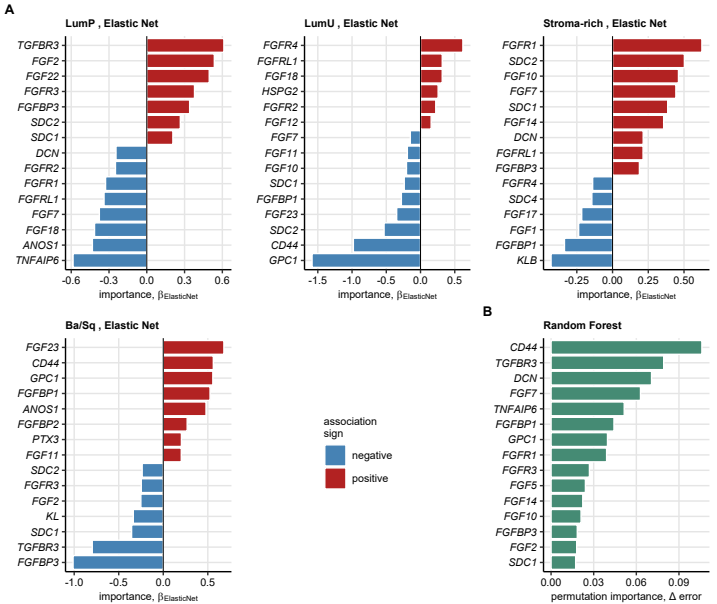 A
LumP , Elastic Net
TGFBR3
FGF2
FGF22
FGFR3
FGFBP3
SDC2
SDC1
DCN
FGFR2
FGFR1
FGFRL1
FGF7
FGF18
ANOS1
TNFAIP6
-0.6 -0.3 0.0 0.3 0.6
importance, βElasticNet
LumU , Elastic Net
FGFR4
FGFRL1
FGF18
HSPG2
FGFR2
FGF12
FGF7
FGF11
FGF10
SDC1
FGFBP1
FGF23
SDC2
CD44
GPC1
-1.5 -1.0 -0.5 0.0 0.5
importance, βElasticNet
Stroma-rich , Elastic Net
FGFR1
SDC2
FGF10
FGF7
SDC1
FGF14
DCN
FGFRL1
FGFBP3
FGFR4
SDC4
FGF17
FGF1
FGFBP1
KLB
-0.25 0.00 0.25 0.50
importance, βElasticNet
Ba/Sq , Elastic Net
FGF23
CD44
GPC1
FGFBP1
ANOS1
FGFBP2
PTX3
FGF11
SDC2
FGFR3
FGF2
KL
SDC1
TGFBR3
FGFBP3
-1.0 -0.5 0.0 0.5
importance, βElasticNet
association
sign
negative
positive
B
Random Forest
CD44
TGFBR3
DCN
FGF7
TNFAIP6
FGFBP1
GPC1
FGFR1
FGFR3
FGF5
FGF14
FGF10
FGFBP3
FGF2
SDC1
0.00 0.03 0.06 0.09
permutation importance, Δ error